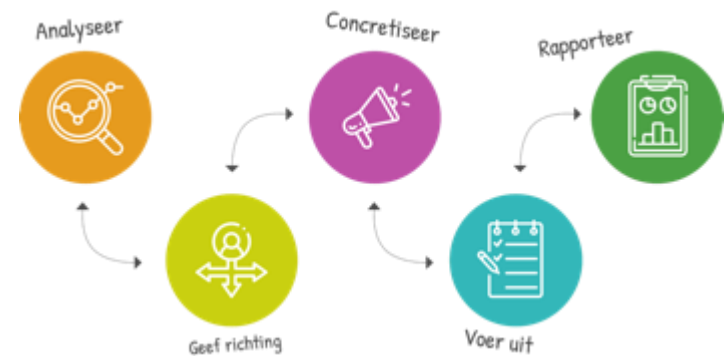 Analyseer
Geef richting
Concretiseer
Voer uit
Rapporteer